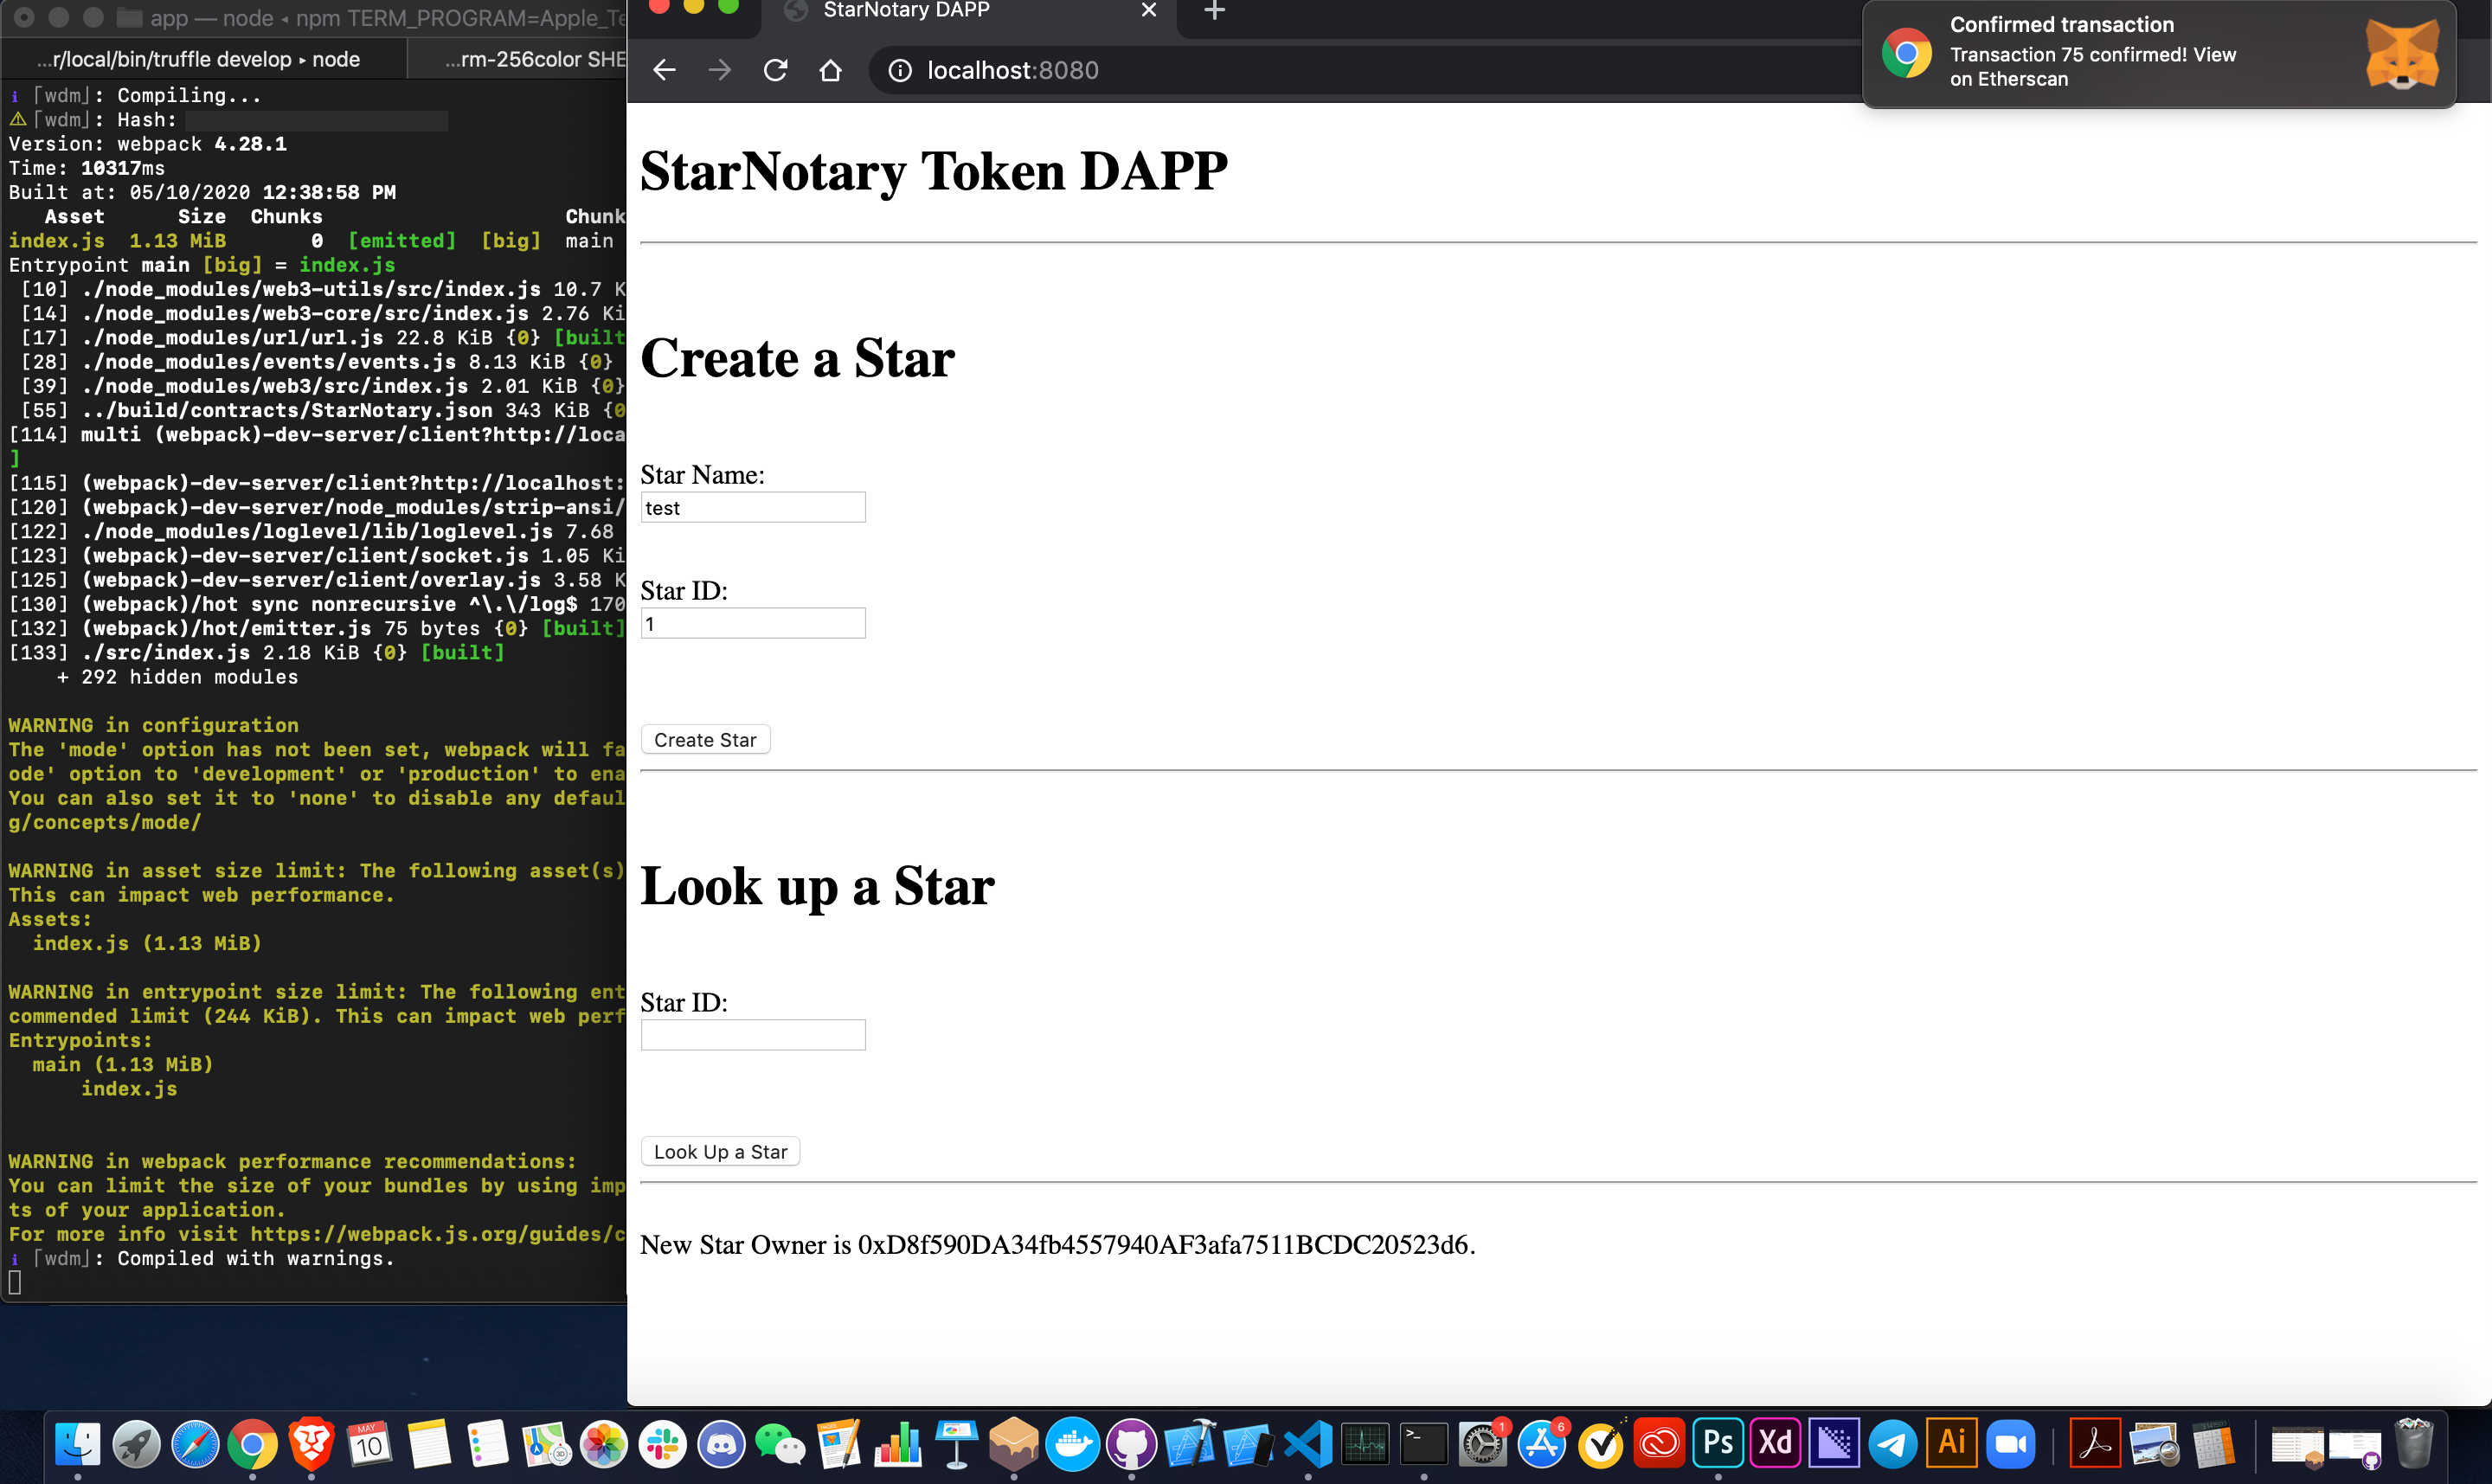 app — node ◂ npm TERM_PROGRAM=Apple_Te
...r/local/bin/truffle develop ▸ node
...rm-256color SHE
i ｢wdm｣: Compiling...
⚠ ｢wdm｣: Hash:
Version: webpack 4.28.1
Time: 10317ms
Built at: 05/10/2020 12:38:58 PM
Asset Size Chunks Chunk
index.js 1.13 MiB 0 [emitted] [big] main
Entrypoint main [big] = index.js
[10] ./node_modules/web3-utils/src/index.js 10.7 K
[14] ./node_modules/web3-core/src/index.js 2.76 Ki
[17] ./node_modules/url/url.js 22.8 KiB {0} [built
[28] ./node_modules/events/events.js 8.13 KiB {0}
[39] ./node_modules/web3/src/index.js 2.01 KiB {0}
[55] ../build/contracts/StarNotary.json 343 KiB {0
[114] multi (webpack)-dev-server/client?http://loca
]
[115] (webpack)-dev-server/client?http://localhost:
[120] (webpack)-dev-server/node_modules/strip-ansi/
[122] ./node_modules/loglevel/lib/loglevel.js 7.68
[123] (webpack)-dev-server/client/socket.js 1.05 Ki
[125] (webpack)-dev-server/client/overlay.js 3.58 K
[130] (webpack)/hot sync nonrecursive ^\.\/log$ 170
[132] (webpack)/hot/emitter.js 75 bytes {0} [built]
[133] ./src/index.js 2.18 KiB {0} [built]
+ 292 hidden modules
WARNING in configuration
The 'mode' option has not been set, webpack will fa
ode' option to 'development' or 'production' to ena
You can also set it to 'none' to disable any defaul
g/concepts/mode/
WARNING in asset size limit: The following asset(s)
This can impact web performance.
Assets:
index.js (1.13 MiB)
WARNING in entrypoint size limit: The following ent
commended limit (244 KiB). This can impact web perf
Entrypoints:
main (1.13 MiB)
index.js
WARNING in webpack performance recommendations:
You can limit the size of your bundles by using imp
ts of your application.
For more info visit https://webpack.js.org/guides/c
i ｢wdm｣: Compiled with warnings.
StarNotary DAPP
localhost:8080
Confirmed transaction
Transaction 75 confirmed! View
on Etherscan
StarNotary Token DAPP
Create a Star
Star Name:
test
Star ID:
1
Create Star
Look up a Star
Star ID:
Look Up a Star
New Star Owner is 0xD8f590DA34fb4557940AF3afa7511BCDC20523d6.
MAY
10
3D
PAGES
>_
1
6
Ps
Xd
Ai